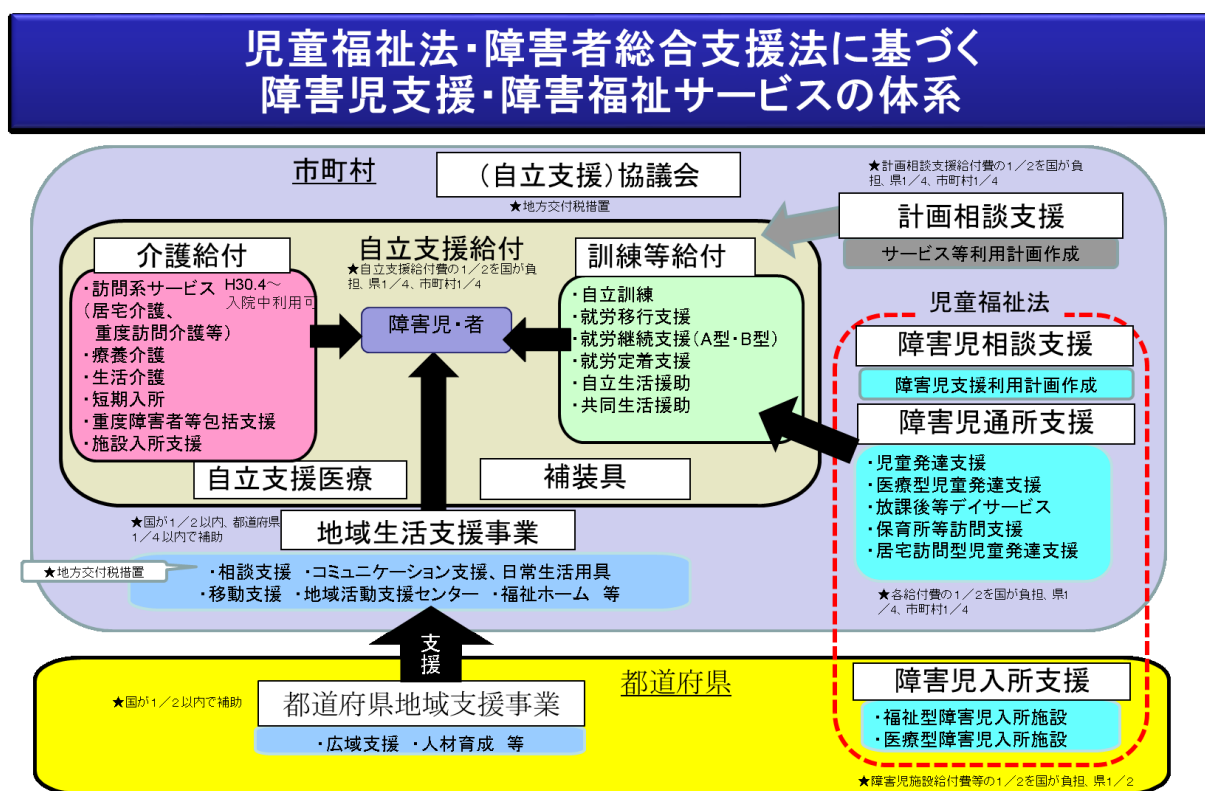 児童福祉法・障害者総合支援法に基づく
障害児支援・障害福祉サービスの体系
市町村
(自立支援)協議会
★地方交付税措置
★計画相談支援給付費の1/2を国が負
担、県1/4、市町村1/4
計画相談支援
サービス等利用計画作成
介護給付
・訪問系サービス
H30.4~
入院中利用可
(居宅介護、
重度訪問介護等)
・療養介護
・生活介護
・短期入所
・重度障害者等包括支援
・施設入所支援
自立支援給付
★自立支援給付費の1/2を国が負
担、県1/4、市町村1/4
障害児・者
訓練等給付
・自立訓練
・就労移行支援
・就労継続支援(A型・B型)
・就労定着支援
・自立生活援助
・共同生活援助
自立支援医療
補装具
児童福祉法
障害児相談支援
障害児支援利用計画作成
障害児通所支援
・児童発達支援
・医療型児童発達支援
・放課後等デイサービス
・保育所等訪問支援
・居宅訪問型児童発達支援
★各給付費の1/2を国が負担、県1
/4、市町村1/4
★国が1/2以内、都道府県
1/4以内で補助
地域生活支援事業
★地方交付税措置
・相談支援 ・コミュニケーション支援、日常生活用具
・移動支援 ・地域活動支援センター ・福祉ホーム 等
支援
都道府県
★国が1/2以内で補助
都道府県地域支援事業
・広域支援 ・人材育成 等
障害児入所支援
・福祉型障害児入所施設
・医療型障害児入所施設
★障害児施設給付費等の1/2を国が負担、県1/2